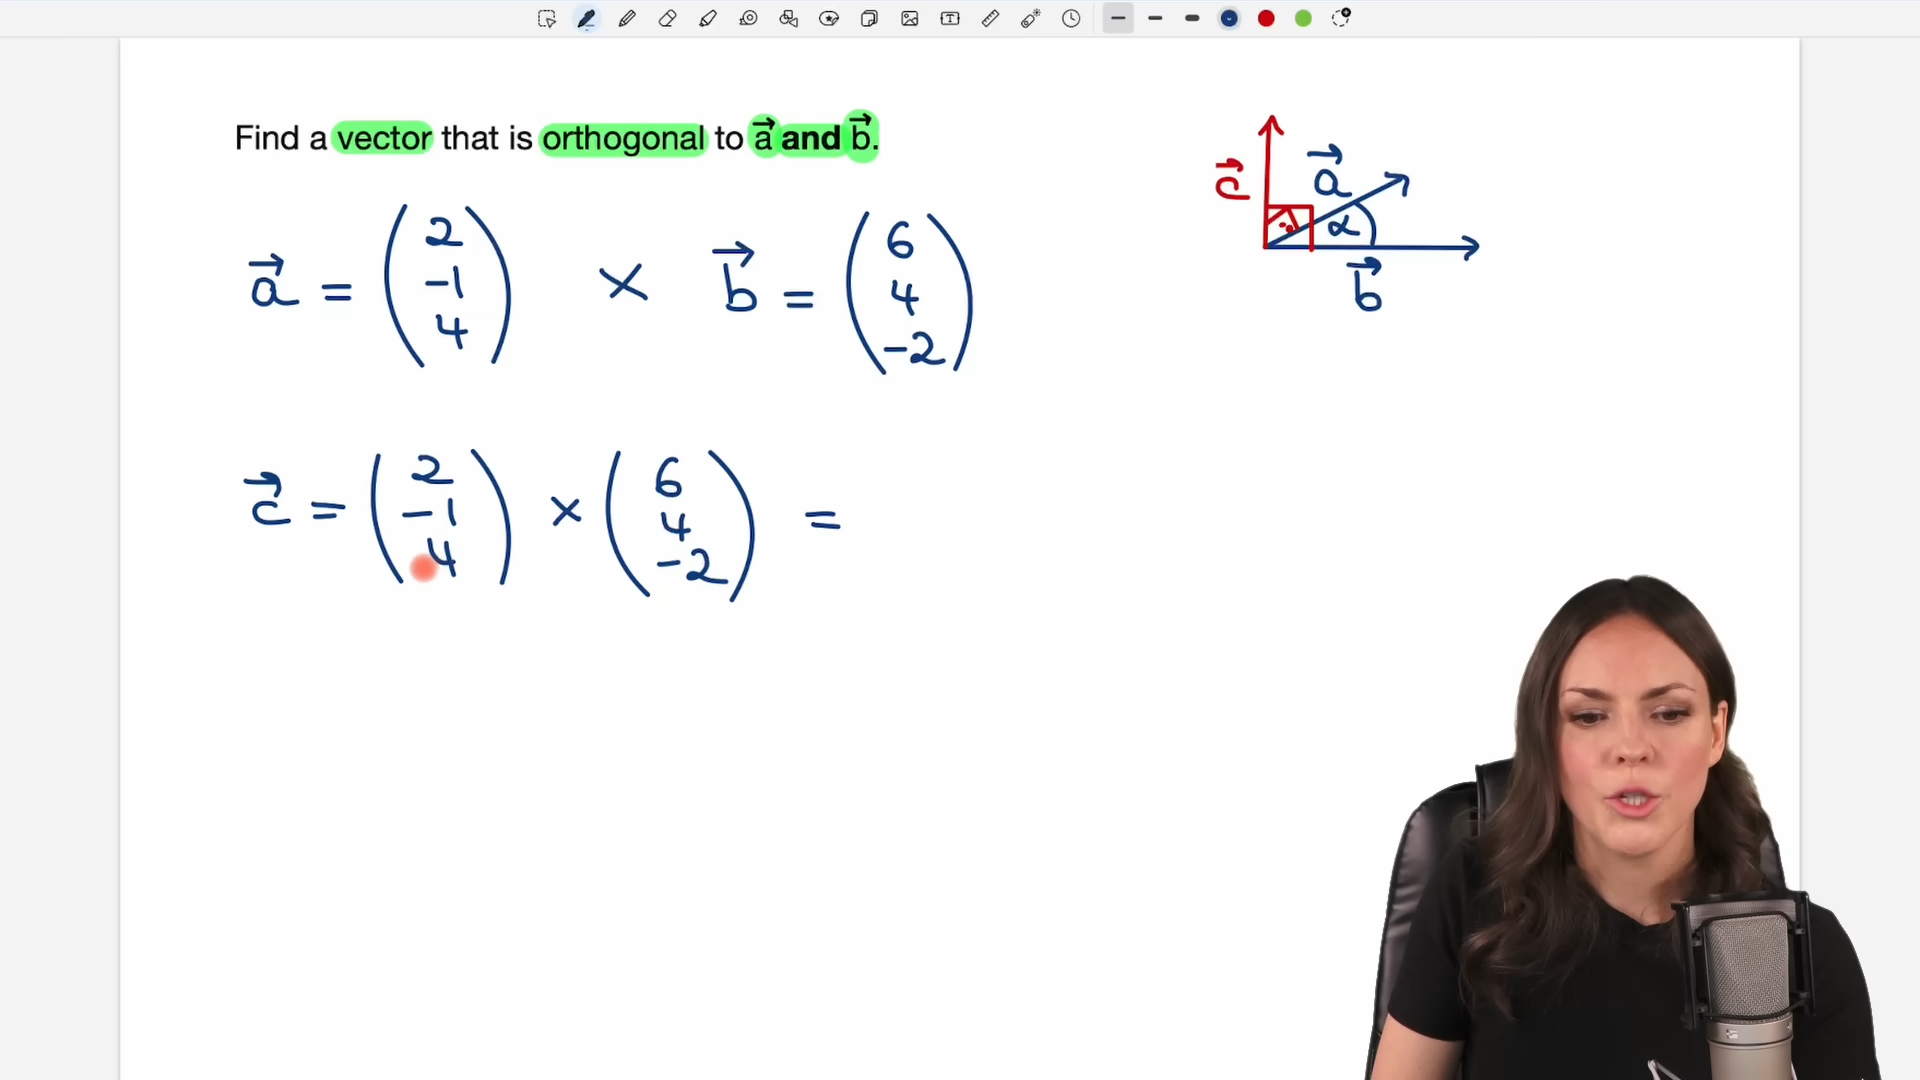 Find a vector that is orthogonal to a⃗ and b⃗.
a⃗ = (2 -1 4) × b⃗ = (6 4 -2)
c⃗ = (2 -1 4) × (6 4 -2) =
c⃗ a⃗
α
b⃗